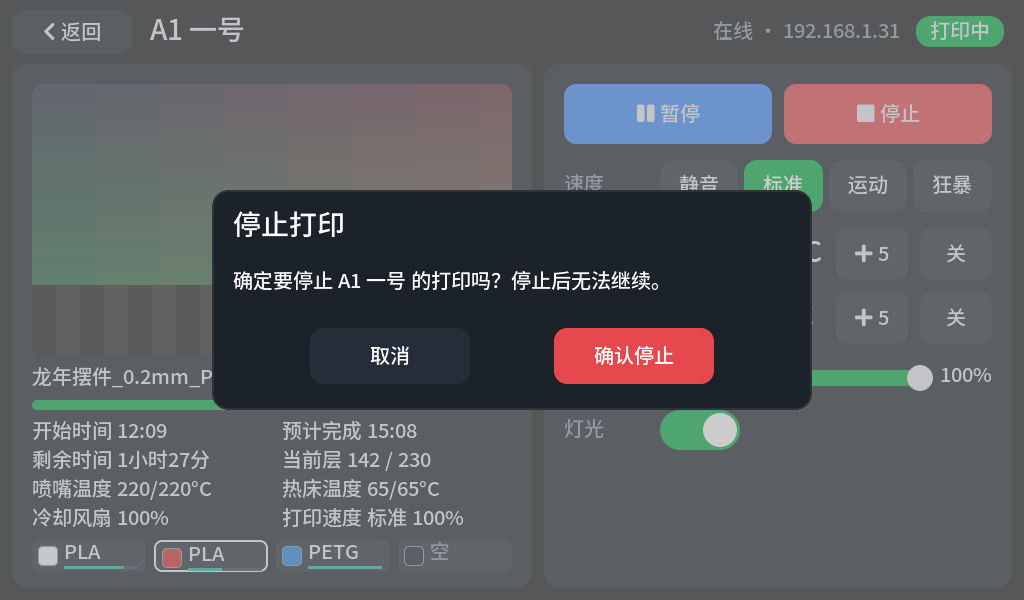 返回
A1 一号
在线 • 192.168.1.31
打印中
暂停
停止
速度
静音
标准
运动
狂暴
停止打印
确定要停止 A1 一号 的打印吗？停止后无法继续。
取消
确认停止
C
5
关
5
关
龙年摆件_0.2mm_P
100%
开始时间 12:09
预计完成 15:08
剩余时间 1小时27分
当前层 142 / 230
喷嘴温度 220/220°C
热床温度 65/65°C
冷却风扇 100%
打印速度 标准 100%
灯光
PLA
PLA
PETG
空